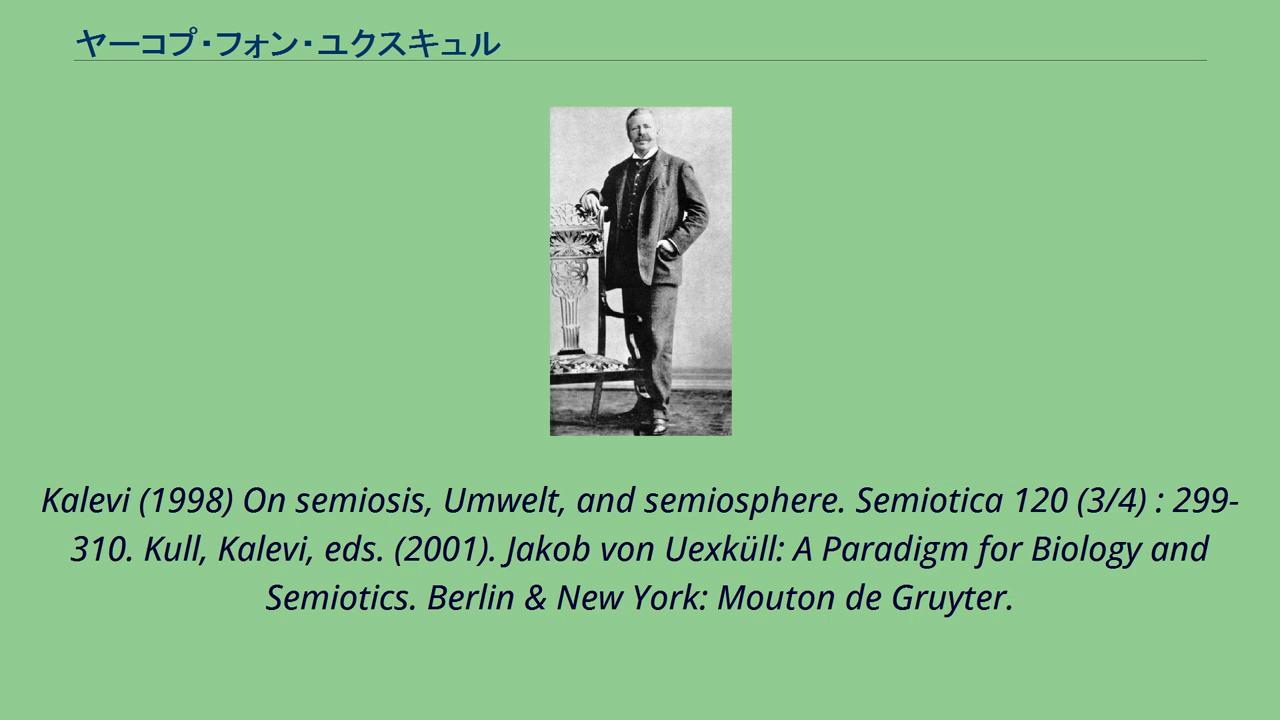 ヤーコプ・フォン・ユクスキュル
Kalevi (1998) On semiosis, Umwelt, and semiosphere. Semiotica 120 (3/4) : 299-
310. Kull, Kalevi, eds. (2001). Jakob von Uexküll: A Paradigm for Biology and
Semiotics. Berlin & New York: Mouton de Gruyter.